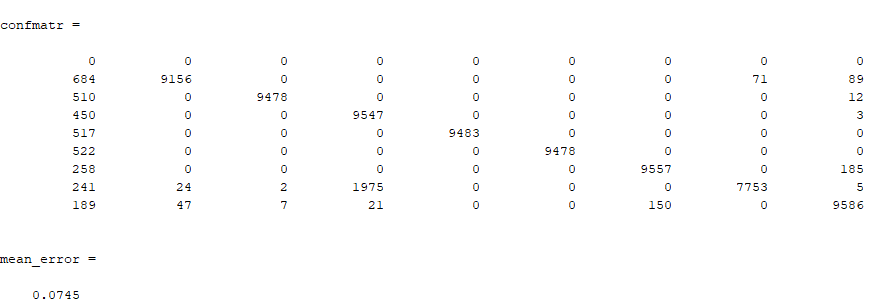 confmatr =
0 0 0 0 0 0 0 0 0
684 9156 0 0 0 0 0 71 89
510 0 9478 0 0 0 0 0 12
450 0 0 9547 0 0 0 0 3
517 0 0 0 9483 0 0 0 0
522 0 0 0 0 9478 0 0 0
258 0 0 0 0 0 9557 0 185
241 24 2 1975 0 0 0 7753 5
189 47 7 21 0 0 150 0 9586
mean_error =
0.0745